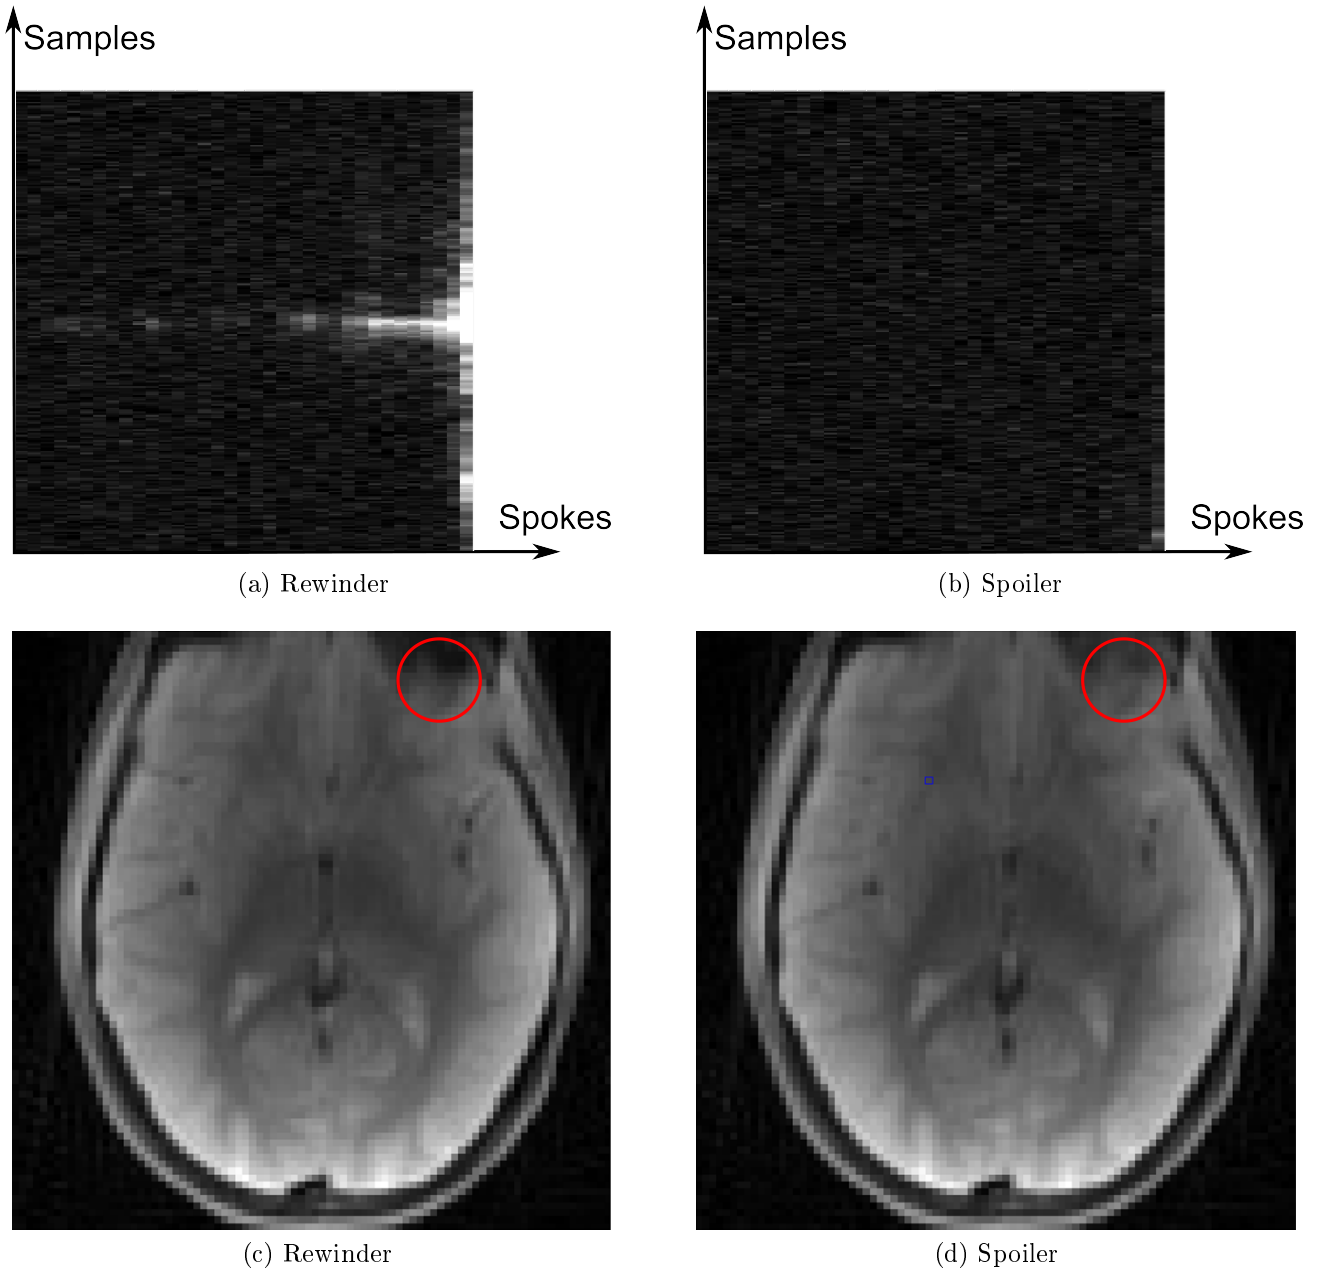 Samples
Samples
Spokes
Spokes
(a) Rewinder
(b) Spoiler
(c) Rewinder
(d) Spoiler